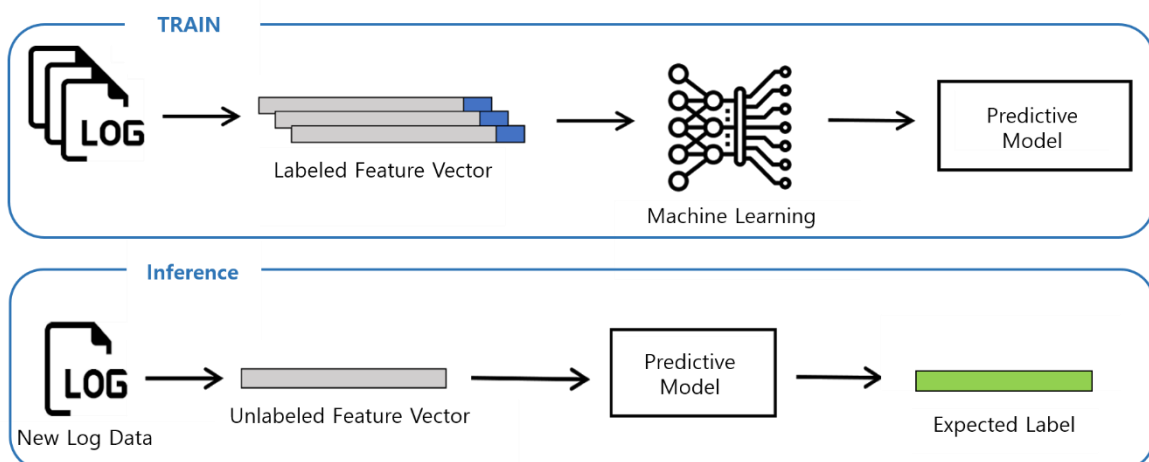 TRAIN
LOG
Labeled Feature Vector
Machine Learning
Predictive
Model
Inference
LOG
New Log Data
Unlabeled Feature Vector
Predictive
Model
Expected Label